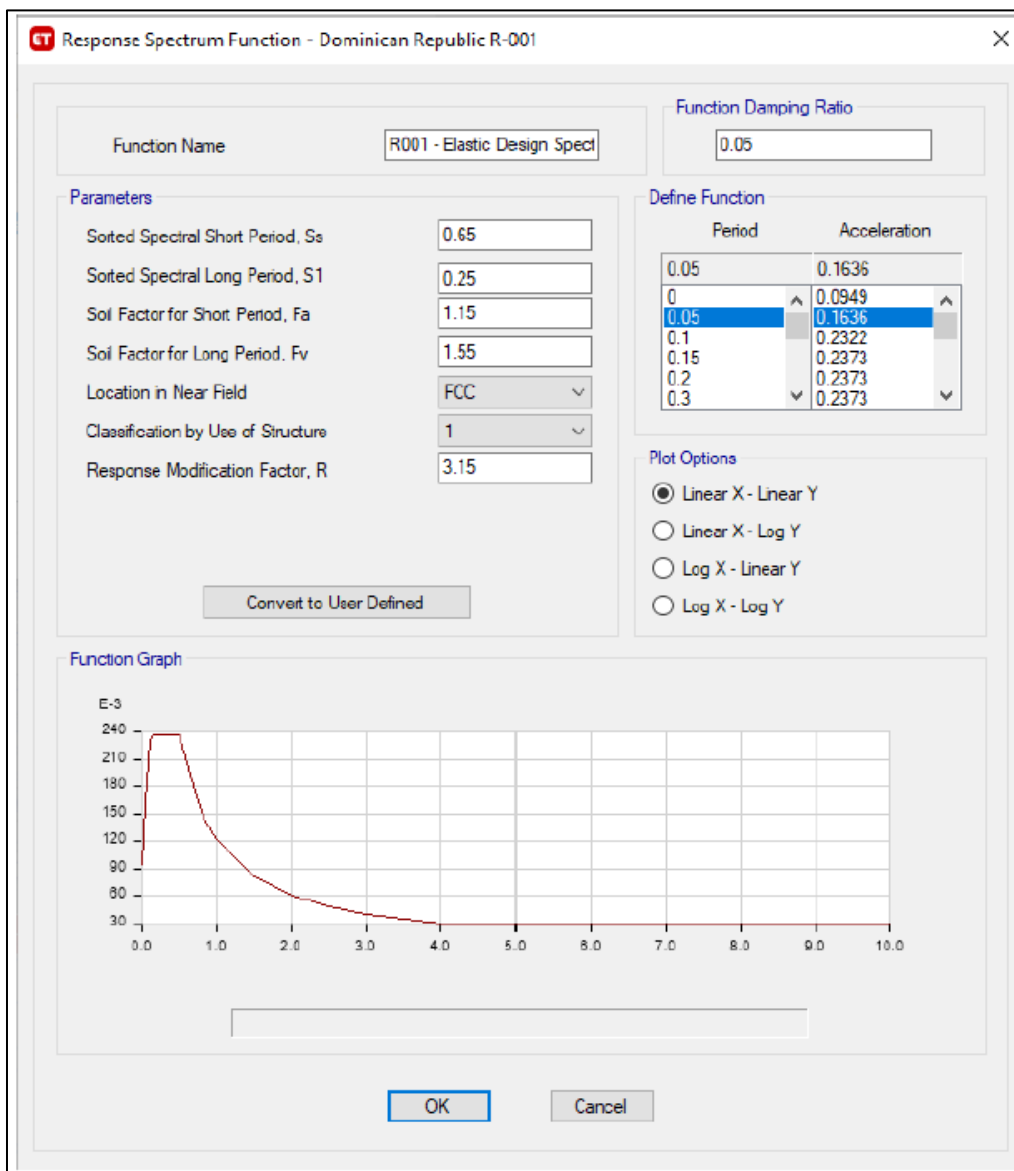 Response Spectrum Function - Dominican Republic R-001
Function Name
R001 - Elastic Design Spect
Function Damping Ratio
0.05
Parameters
Sorted Spectral Short Period, Ss
0.65
Sorted Spectral Long Period, S1
0.25
Soil Factor for Short Period, Fa
1.15
Soil Factor for Long Period. Fv
1.55
Location in Near Field
FCC
Classification by Use of Structure
1
Response Modification Factor, R
3.15
Convert to User Defined
Define Function
Period Acceleration
0.05 0.1636
0 0.0949
0.05 0.1636
0.1 0.2322
0.15 0.2373
0.2 0.2373
0.3 0.2373
Plot Options
Linear X - Linear Y
Linear X - Log Y
Log X - Linear Y
Log X - Log Y
Function Graph
E-3
240
210
180
150
120
90
60
30
0.0 1.0 2.0 3.0 4.0 5.0 6.0 7.0 8.0 9.0 10.0
OK Cancel